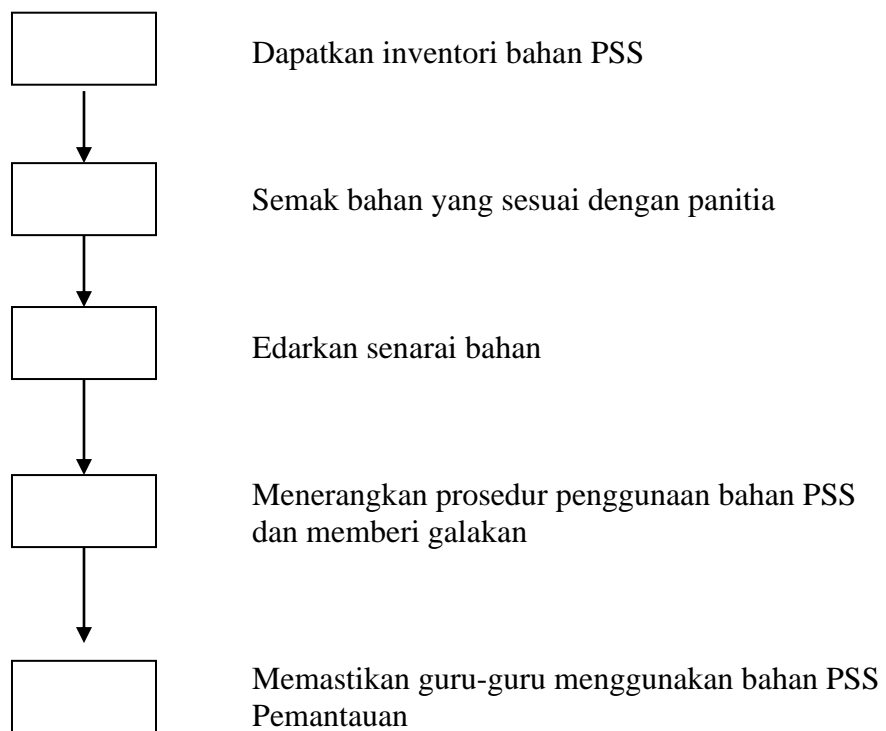 Dapatkan inventori bahan PSS
Semak bahan yang sesuai dengan panitia
Edarkan senarai bahan
Menerangkan prosedur penggunaan bahan PSS
dan memberi galakan
Memastikan guru-guru menggunakan bahan PSS
Pemantauan